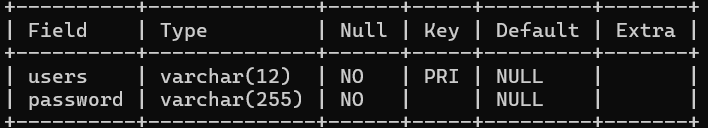 +----------+--------------+------+-----+---------+-------+
| Field    | Type         | Null | Key | Default | Extra |
+----------+--------------+------+-----+---------+-------+
| users    | varchar(12)  | NO   | PRI | NULL    |       |
| password | varchar(255) | NO   |     | NULL    |       |
+----------+--------------+------+-----+---------+-------+